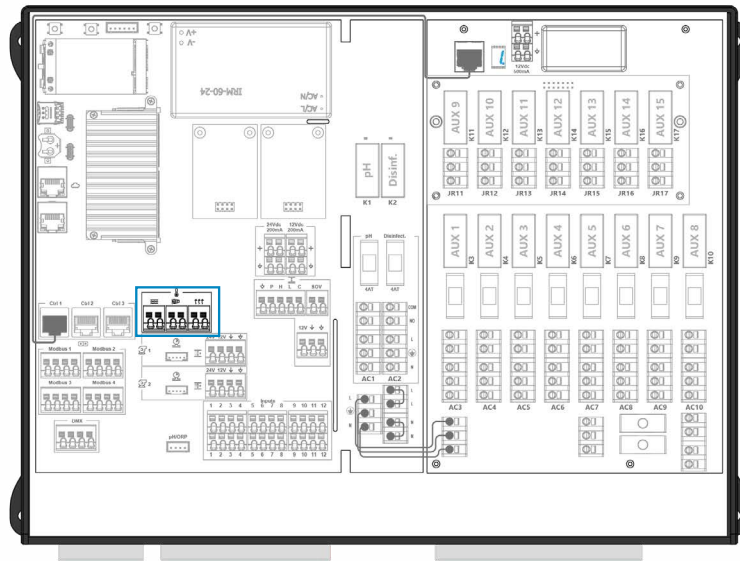 +V
-V
IRM-60-24
AC/N
AC/L
12Vdc
500mA
AUX 9
AUX 10
AUX 11
AUX 12
AUX 13
AUX 14
AUX 15
K11
K12
K13
K14
K15
K16
K17
JR11
JR12
JR13
JR14
JR15
JR16
JR17
pH
Disinf.
K1
K2
AUX 1
AUX 2
AUX 3
AUX 4
AUX 5
AUX 6
AUX 7
AUX 8
K3
K4
K5
K6
K7
K8
K9
K10
24Vdc
200mA
12Vdc
200mA
pH
Disinfect.
4AT
4AT
P H L C BOV
Ctrl 1
Ctrl 2
Ctrl 3
COM
NO
L
N
AC1
AC2
12V
Modbus 1
Modbus 2
Modbus 3
Modbus 4
1
24V 12V
2
24V 12V
DMX
pH/ORP
Inputs
1 2 3 4 5 6 7 8 9 10 11 12
1 2 3 4 5 6 7 8 9 10 11 12
L
N
L
L
N
N
AC3
AC4
AC5
AC6
AC7
AC8
AC9
AC10